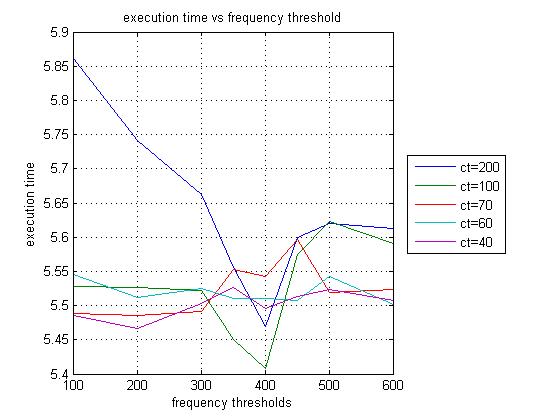 execution time vs frequency threshold
5.9
5.85
5.8
5.75
5.7
5.65
5.6
5.55
5.5
5.45
5.4
execution time
100 200 300 400 500 600
frequency thresholds
ct=200
ct=100
ct=70
ct=60
ct=40